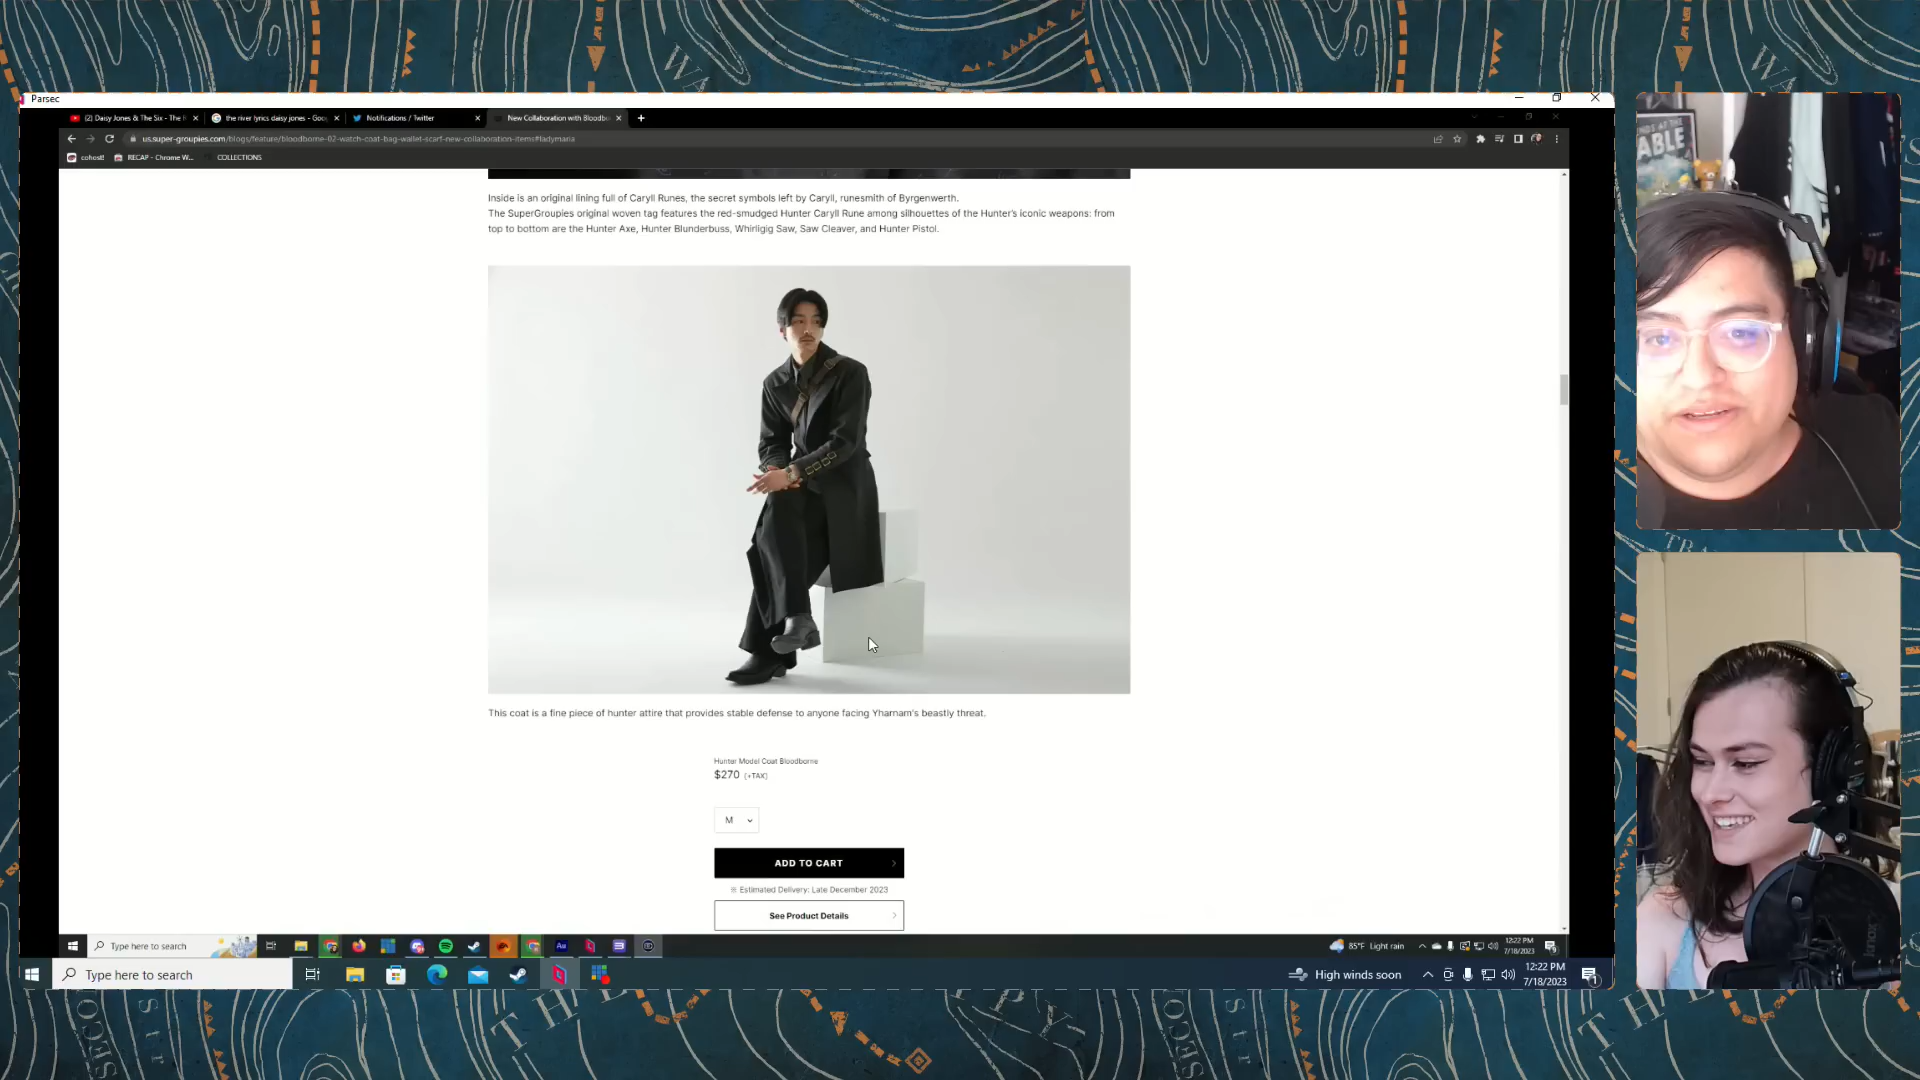 Parsec
(2) Daisy Jones & The Six - The R
the river lyrics daisy jones - Goo
Notifications / Twitter
New Collaboration with Bloodbo
us.super-groupies.com/blogs/feature/bloodborne-02-watch-coat-bag-wallet-scarf-new-collaboration-items#ladymaria
cohost!
RECAP - Chrome W...
COLLECTIONS
Inside is an original lining full of Caryll Runes, the secret symbols left by Caryll, runesmith of Byrgenwerth.
The SuperGroupies original woven tag features the red-smudged Hunter Caryll Rune among silhouettes of the Hunter's iconic weapons: from
top to bottom are the Hunter Axe, Hunter Blunderbuss, Whirligig Saw, Saw Cleaver, and Hunter Pistol.
This coat is a fine piece of hunter attire that provides stable defense to anyone facing Yharnam's beastly threat.
Hunter Model Coat Bloodborne
$270 (+TAX)
M
ADD TO CART
※ Estimated Delivery: Late December 2023
See Product Details
Type here to search
85°F Light rain
12:22 PM
7/18/2023
Type here to search
High winds soon
12:22 PM
7/18/2023
ABLE